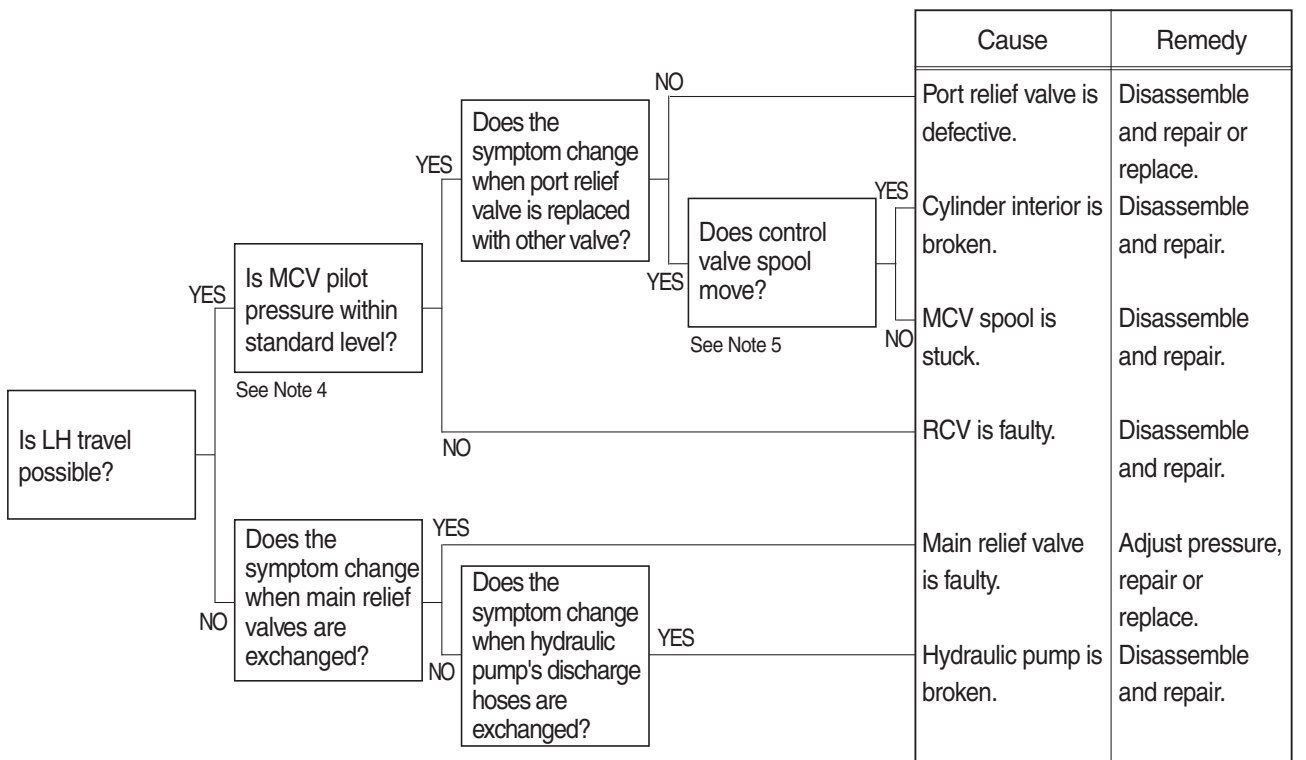 Is LH travel
possible?
YES
Is MCV pilot
pressure within
standard level?
See Note 4
YES
Does the
symptom change
when port relief
valve is replaced
with other valve?
NO
YES
Does control
valve spool
move?
See Note 5
YES
NO
NO
NO
Does the
symptom change
when main relief
valves are
exchanged?
YES
NO
Does the
symptom change
when hydraulic
pump's discharge
hoses are
exchanged?
YES
Cause
Remedy
Port relief valve is
defective.
Disassemble
and repair or
replace.
Cylinder interior is
broken.
Disassemble
and repair.
MCV spool is
stuck.
Disassemble
and repair.
RCV is faulty.
Disassemble
and repair.
Main relief valve
is faulty.
Adjust pressure,
repair or
replace.
Hydraulic pump is
broken.
Disassemble
and repair.